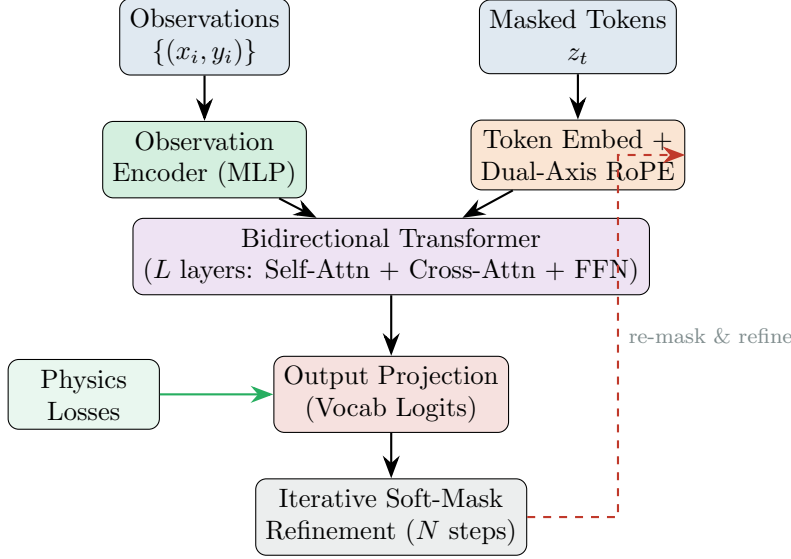 Observations
{(x_i, y_i)}
Masked Tokens
z_t
Observation
Encoder (MLP)
Token Embed +
Dual-Axis RoPE
Bidirectional Transformer
(L layers: Self-Attn + Cross-Attn + FFN)
re-mask & refine
Physics
Losses
Output Projection
(Vocab Logits)
Iterative Soft-Mask
Refinement (N steps)